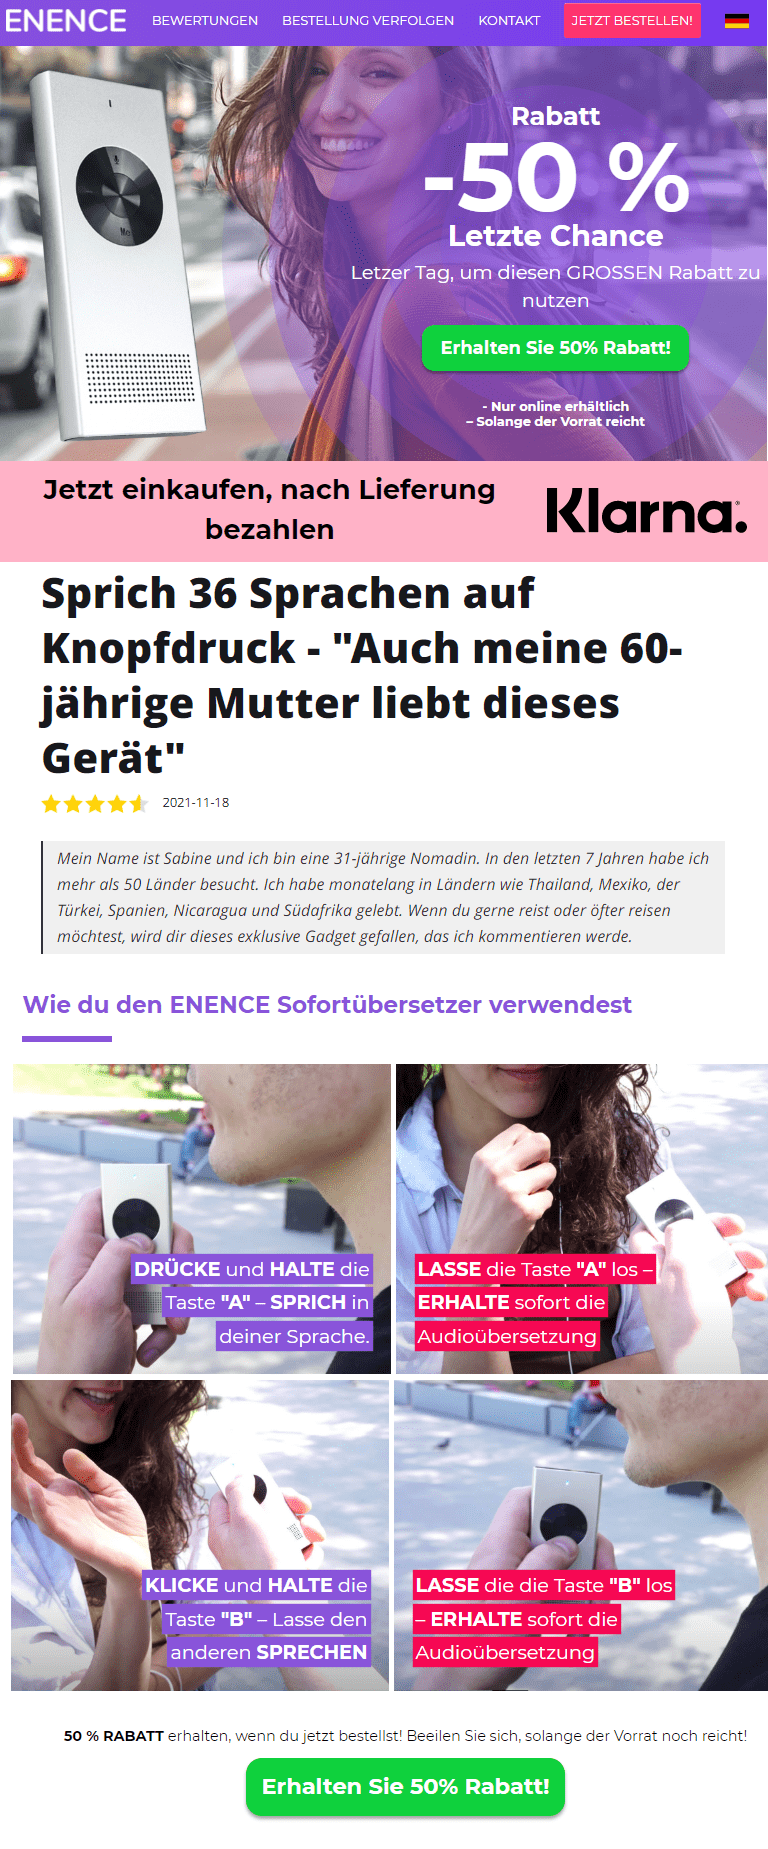 ENENCE
BEWERTUNGEN
BESTELLUNG VERFOLGEN
KONTAKT
JETZT BESTELLEN!
Rabatt
-50 %
Letzte Chance
Letzer Tag, um diesen GROSSEN Rabatt zu
nutzen
Erhalten Sie 50% Rabatt!
- Nur online erhältlich
– Solange der Vorrat reicht
Jetzt einkaufen, nach Lieferung
bezahlen
Klarna.
Sprich 36 Sprachen auf
Knopfdruck - "Auch meine 60-
jährige Mutter liebt dieses
Gerät"
2021-11-18
Mein Name ist Sabine und ich bin eine 31-jährige Nomadin. In den letzten 7 Jahren habe ich
mehr als 50 Länder besucht. Ich habe monatelang in Ländern wie Thailand, Mexiko, der
Türkei, Spanien, Nicaragua und Südafrika gelebt. Wenn du gerne reist oder öfter reisen
möchtest, wird dir dieses exklusive Gadget gefallen, das ich kommentieren werde.
Wie du den ENENCE Sofortübersetzer verwendest
DRÜCKE und HALTE die
Taste "A" – SPRICH in
deiner Sprache.
LASSE die Taste "A" los –
ERHALTE sofort die
Audioübersetzung
KLICKE und HALTE die
Taste "B" – Lasse den
anderen SPRECHEN
LASSE die die Taste "B" los
– ERHALTE sofort die
Audioübersetzung
50 % RABATT erhalten, wenn du jetzt bestellst! Beeilen Sie sich, solange der Vorrat noch reicht!
Erhalten Sie 50% Rabatt!